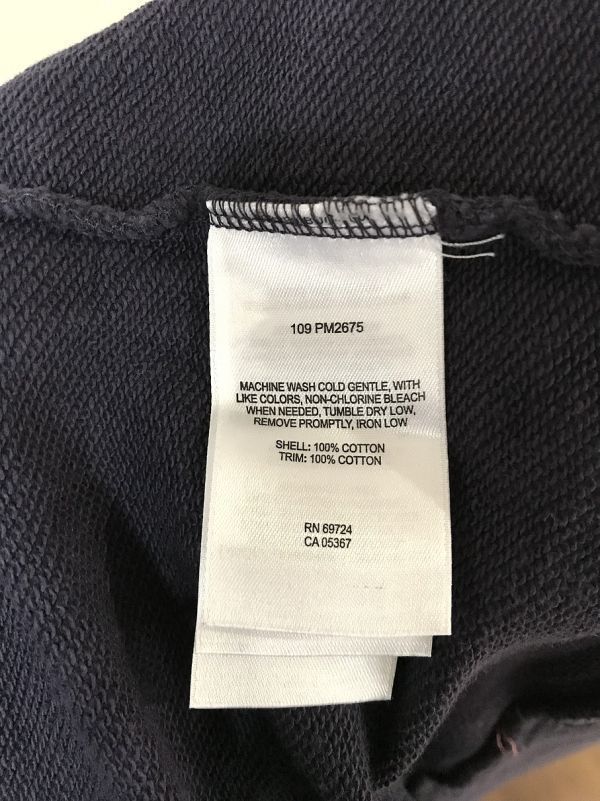 109 PM2675
MACHINE WASH COLD GENTLE, WITH
LIKE COLORS, NON-CHLORINE BLEACH
WHEN NEEDED, TUMBLE DRY LOW,
REMOVE PROMPTLY, IRON LOW
SHELL: 100% COTTON
TRIM: 100% COTTON
RN 69724
CA 05367